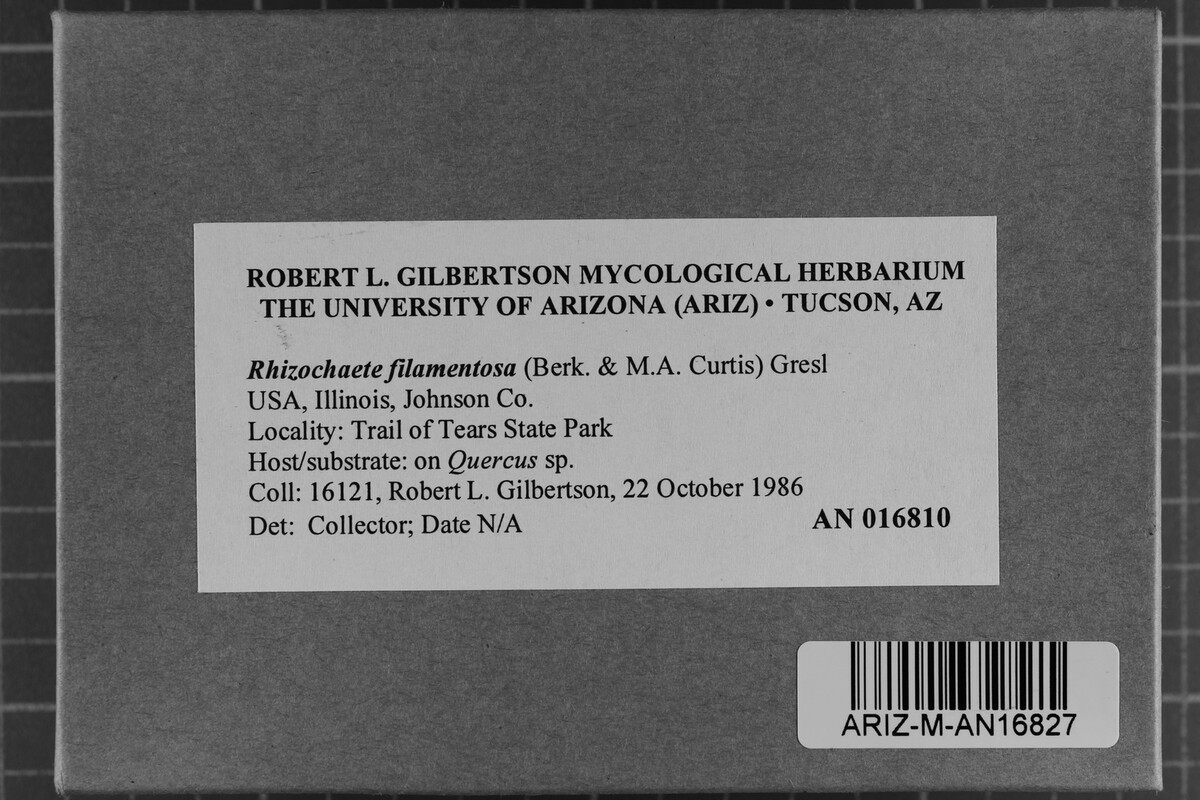 ROBERT L. GILBERTSON MYCOLOGICAL HERBARIUM
THE UNIVERSITY OF ARIZONA (ARIZ) • TUCSON, AZ
Rhizochaete filamentosa (Berk. & M.A. Curtis) Gresl
USA, Illinois, Johnson Co.
Locality: Trail of Tears State Park
Host/substrate: on Quercus sp.
Coll: 16121, Robert L. Gilbertson, 22 October 1986
Det: Collector; Date N/A
AN 016810
ARIZ-M-AN16827